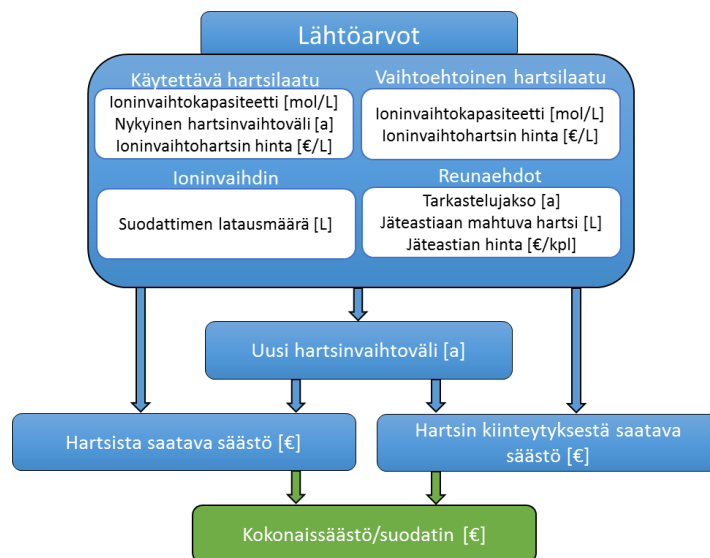 Lähtöarvot
Käytettävä hartsilaatu
Ioninvaihtokapasiteetti [mol/L]
Nykyinen hartsinvaihtoväli [a]
Ioninvaihtohartsin hinta [€/L]
Vaihtoehtoinen hartsilaatu
Ioninvaihtokapasiteetti [mol/L]
Ioninvaihtohartsin hinta [€/L]
Ioninvaihdin
Suodattimen latausmäärä [L]
Reunaehdot
Tarkastelujakso [a]
Jäteastiaan mahtuva hartsi [L]
Jäteastian hinta [€/kpl]
Uusi hartsinvaihtoväli [a]
Hartsista saatava säästö [€]
Hartsin kiinteytyksestä saatava
säästö [€]
Kokonaissäästö/suodatin [€]